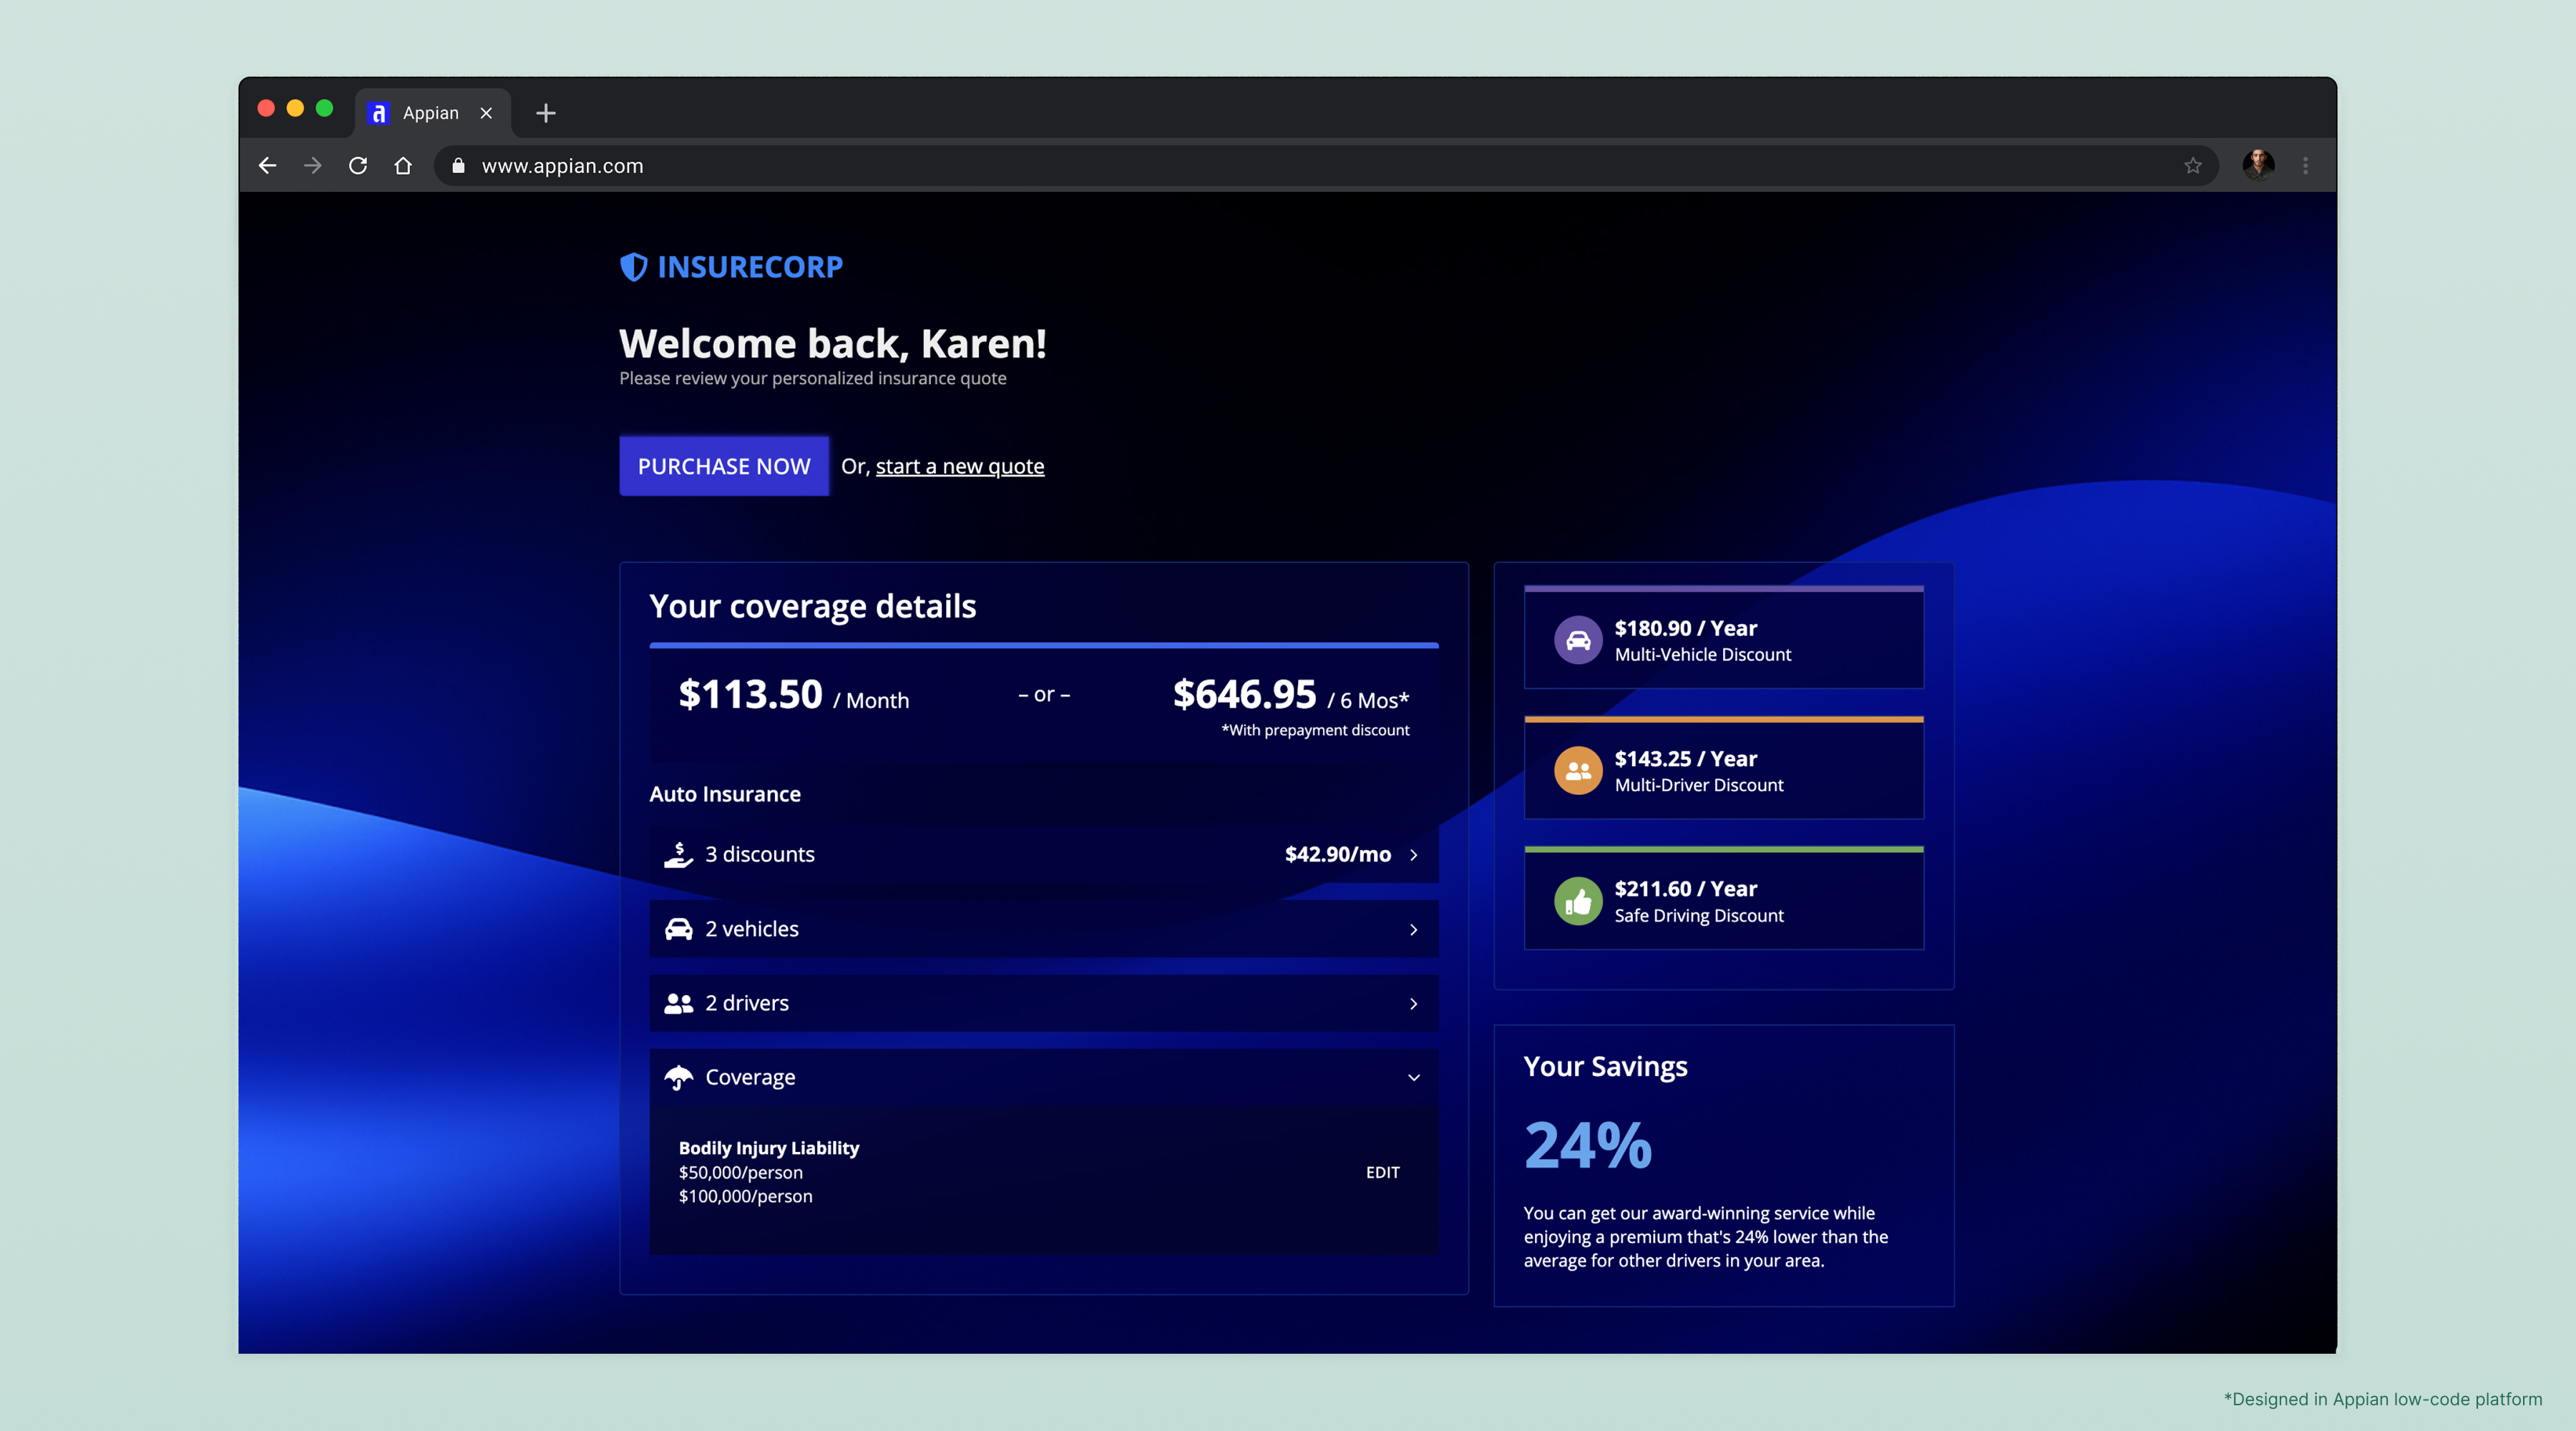 Appian
www.appian.com
INSURECORP
Welcome back, Karen!
Please review your personalized insurance quote
PURCHASE NOW
Or, start a new quote
Your coverage details
$113.50 / Month
– or –
$646.95 / 6 Mos*
*With prepayment discount
Auto Insurance
3 discounts
$42.90/mo
2 vehicles
2 drivers
Coverage
Bodily Injury Liability
$50,000/person
$100,000/person
EDIT
$180.90 / Year
Multi-Vehicle Discount
$143.25 / Year
Multi-Driver Discount
$211.60 / Year
Safe Driving Discount
Your Savings
24%
You can get our award-winning service while
enjoying a premium that's 24% lower than the
average for other drivers in your area.
*Designed in Appian low-code platform